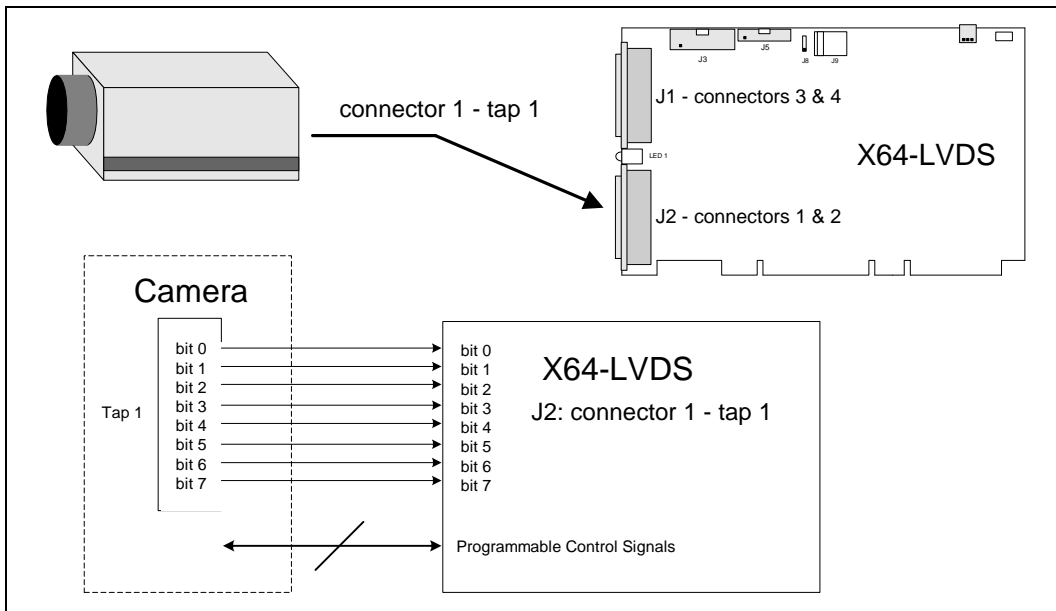 connector 1 - tap 1
J3
J5
J8
J9
J1 - connectors 3 & 4
LED 1
X64-LVDS
J2 - connectors 1 & 2
Camera
Tap 1
bit 0
bit 1
bit 2
bit 3
bit 4
bit 5
bit 6
bit 7
bit 0
bit 1
bit 2
bit 3
bit 4
bit 5
bit 6
bit 7
X64-LVDS
J2: connector 1 - tap 1
Programmable Control Signals